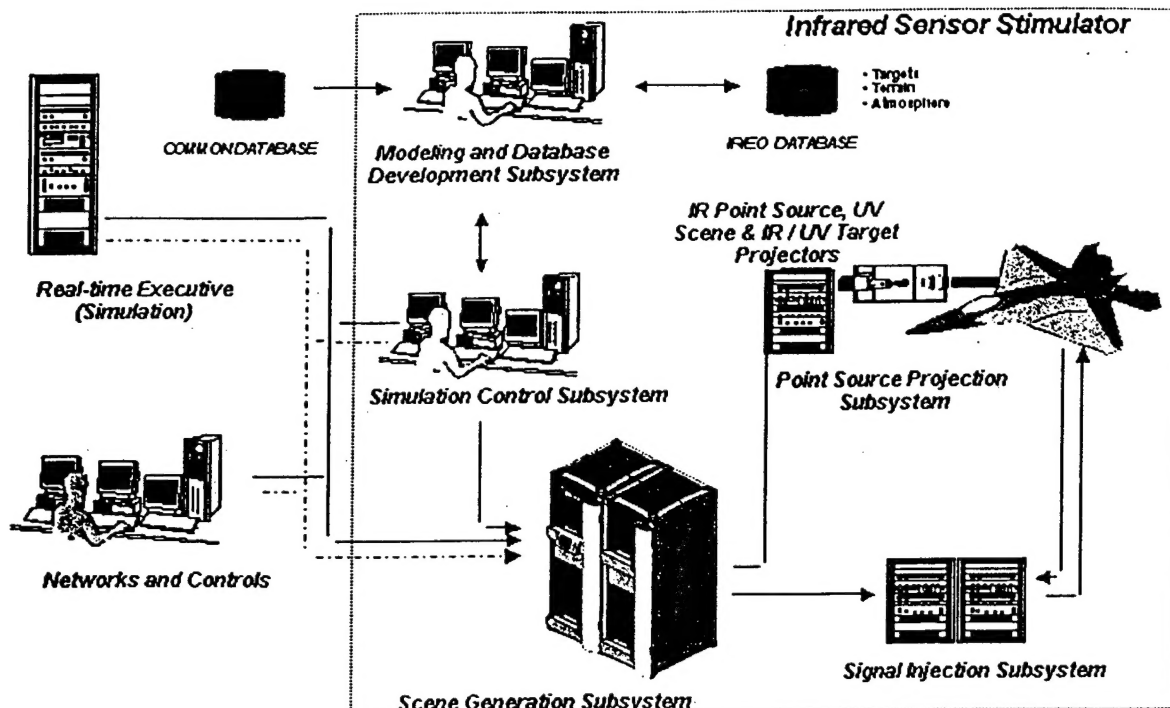 Infrared Sensor Stimulator
• Targets
• Terrain
• Atmosphere
COMMON DATABASE
Modeling and Database
Development Subsystem
IREO DATABASE
IR Point Source, UV
Scene & IR / UV Target
Projectors
Real-time Executive
(Simulation)
Simulation Control Subsystem
Point Source Projection
Subsystem
Networks and Controls
Signal Injection Subsystem
Scene Generation Subsystem